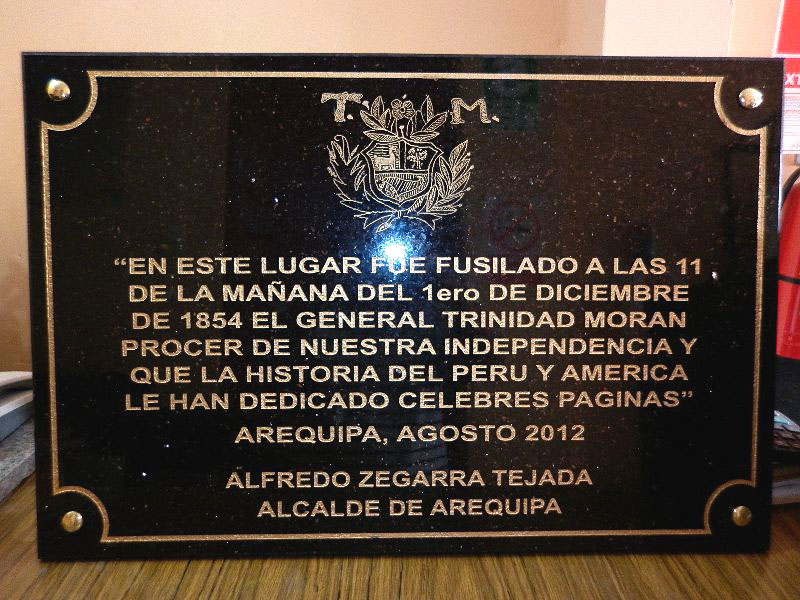 T. M.
“EN ESTE LUGAR FUE FUSILADO A LAS 11
DE LA MAÑANA DEL 1ero DE DICIEMBRE
DE 1854 EL GENERAL TRINIDAD MORAN
PROCER DE NUESTRA INDEPENDENCIA Y
QUE LA HISTORIA DEL PERU Y AMERICA
LE HAN DEDICADO CELEBRES PAGINAS”
AREQUIPA, AGOSTO 2012
ALFREDO ZEGARRA TEJADA
ALCALDE DE AREQUIPA